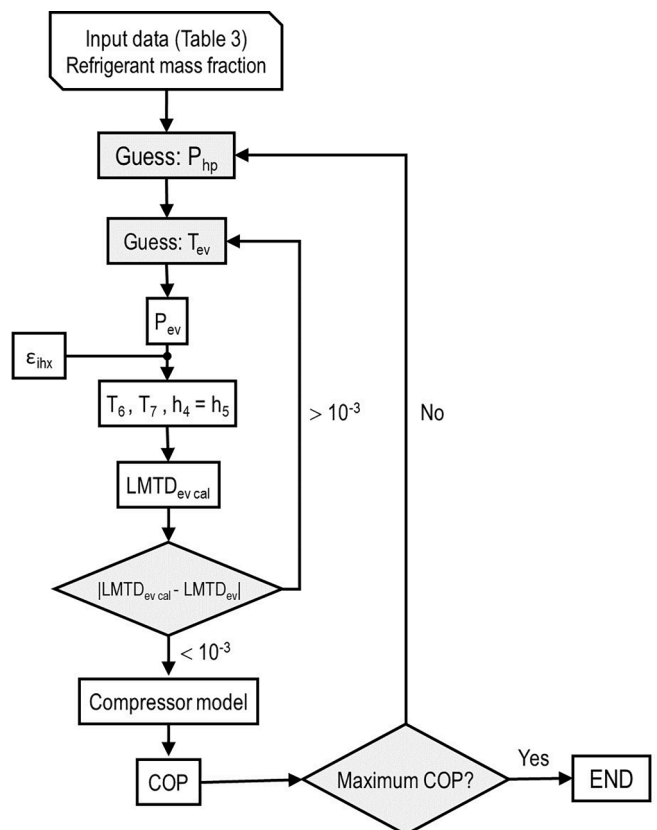 Input data (Table 3)
Refrigerant mass fraction
Guess: P_hp
Guess: T_ev
P_ev
ε_ihx
T_6 , T_7 , h_4 = h_5
> 10^-3
No
LMTD_ev cal
|LMTD_ev cal - LMTD_ev|
< 10^-3
Compressor model
COP
Maximum COP?
Yes
END